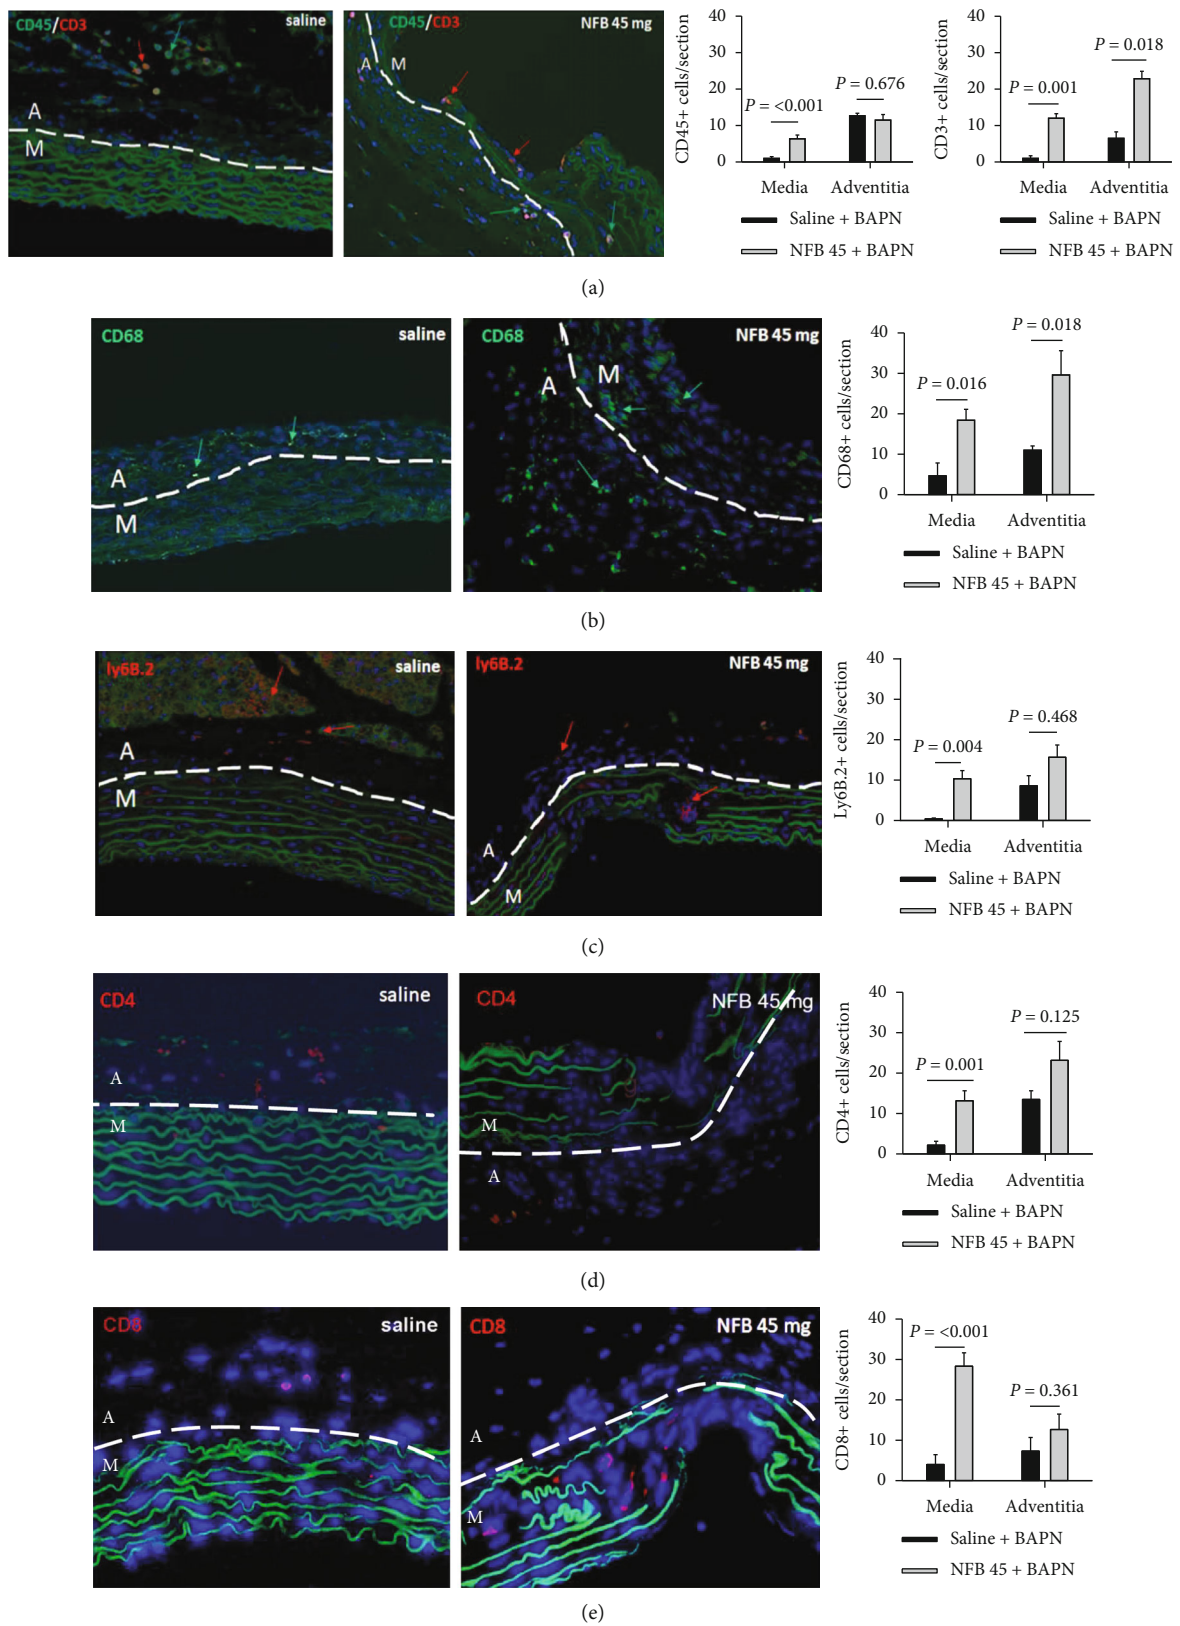 CD45/CD3 saline
A
M
CD45/CD3 NFB 45 mg
A M
CD45+ cells/section
40
30
20
10
0
P = <0.001
P = 0.676
Media Adventitia
Saline + BAPN
NFB 45 + BAPN
CD3+ cells/section
40
30
20
10
0
P = 0.001
P = 0.018
Media Adventitia
Saline + BAPN
NFB 45 + BAPN
(a)
CD68 saline
A
M
CD68 NFB 45 mg
A M
CD68+ cells/section
40
30
20
10
0
P = 0.016
P = 0.018
Media Adventitia
Saline + BAPN
NFB 45 + BAPN
(b)
ly6B.2 saline
A
M
ly6B.2 NFB 45 mg
A
M
Ly6B.2+ cells/section
40
30
20
10
0
P = 0.004
P = 0.468
Media Adventitia
Saline + BAPN
NFB 45 + BAPN
(c)
CD4 saline
A
M
CD4 NFB 45 mg
M
A
CD4+ cells/section
40
30
20
10
0
P = 0.001
P = 0.125
Media Adventitia
Saline + BAPN
NFB 45 + BAPN
(d)
CD8 saline
A
M
CD8 NFB 45 mg
A
M
CD8+ cells/section
40
30
20
10
0
P = <0.001
P = 0.361
Media Adventitia
Saline + BAPN
NFB 45 + BAPN
(e)